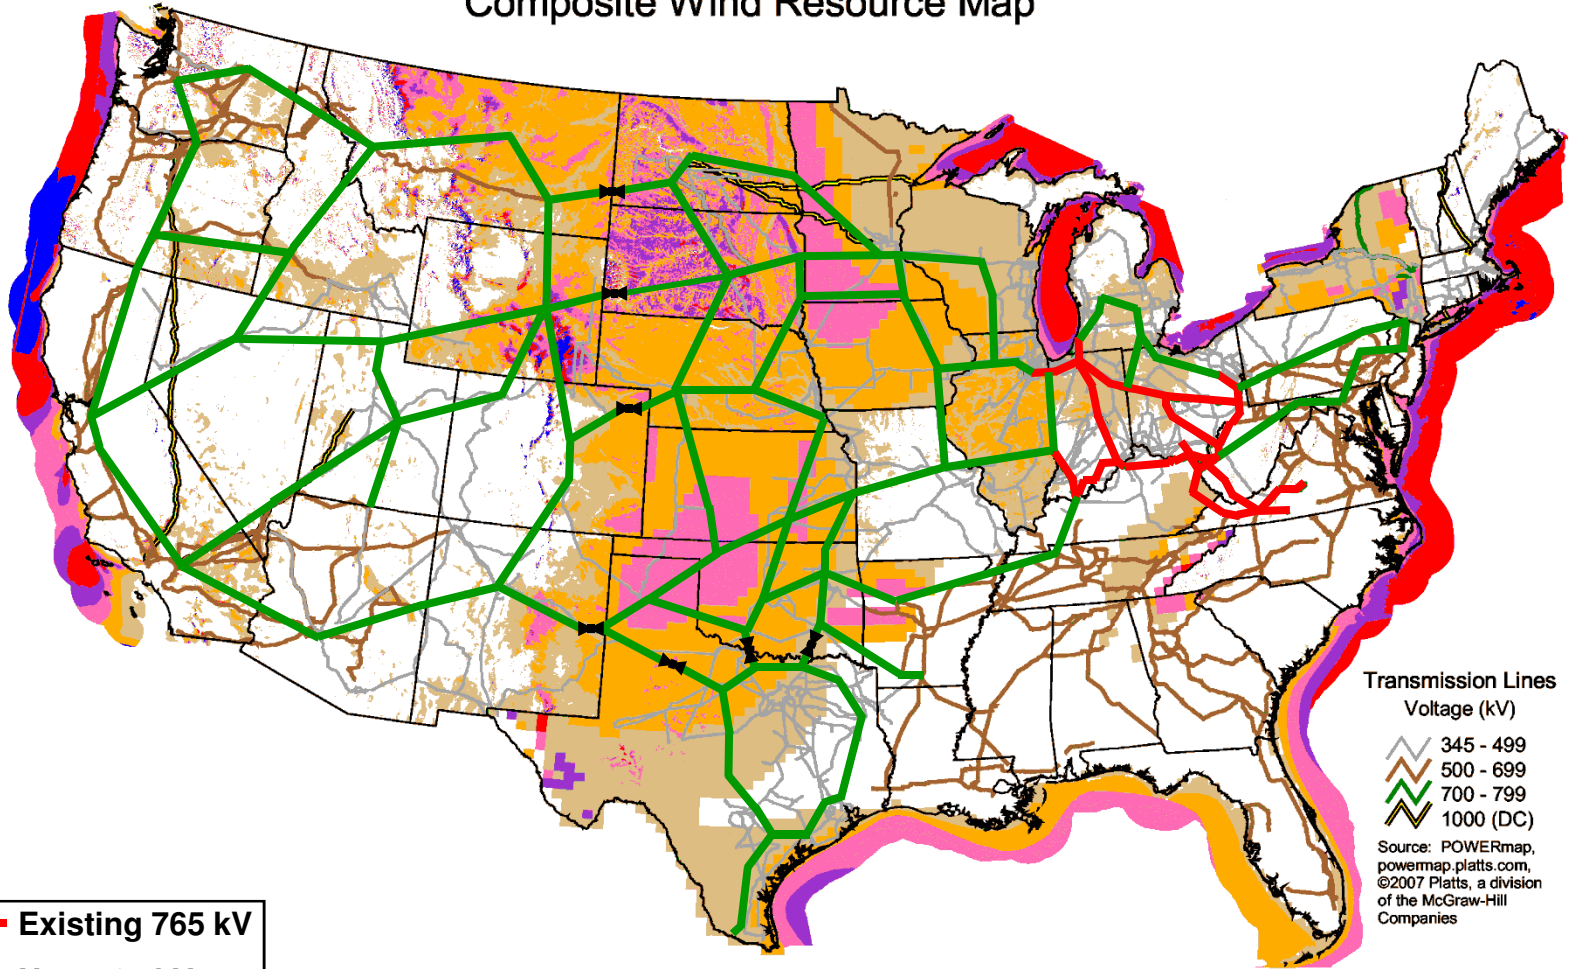 Composite Wind Resource Map
Transmission Lines
Voltage (kV)
345 - 499
500 - 699
700 - 799
1000 (DC)
Source: POWERmap,
powermap.platts.com,
©2007 Platts, a division
of the McGraw-Hill
Companies
Existing 765 kV